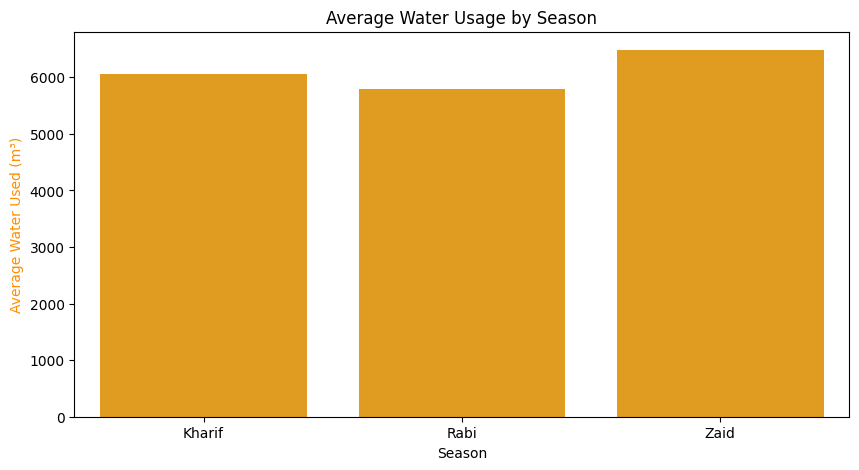 Average Water Usage by Season
Average Water Used (m³)
6000
5000
4000
3000
2000
1000
0
Kharif
Rabi
Zaid
Season